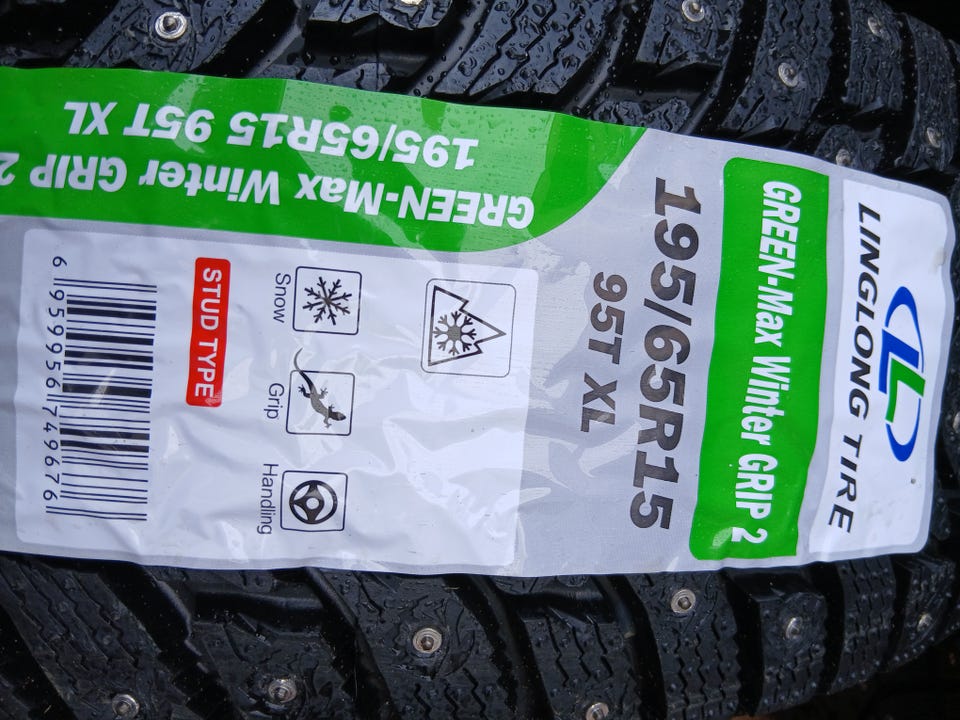 LINGLONG TIRE
GREEN-Max Winter GRIP 2
195/65R15
95T XL
Snow
Grip
Handling
STUD TYPE
6 959956 749676
GREEN-Max Winter GRIP 2
195/65R15 95T XL